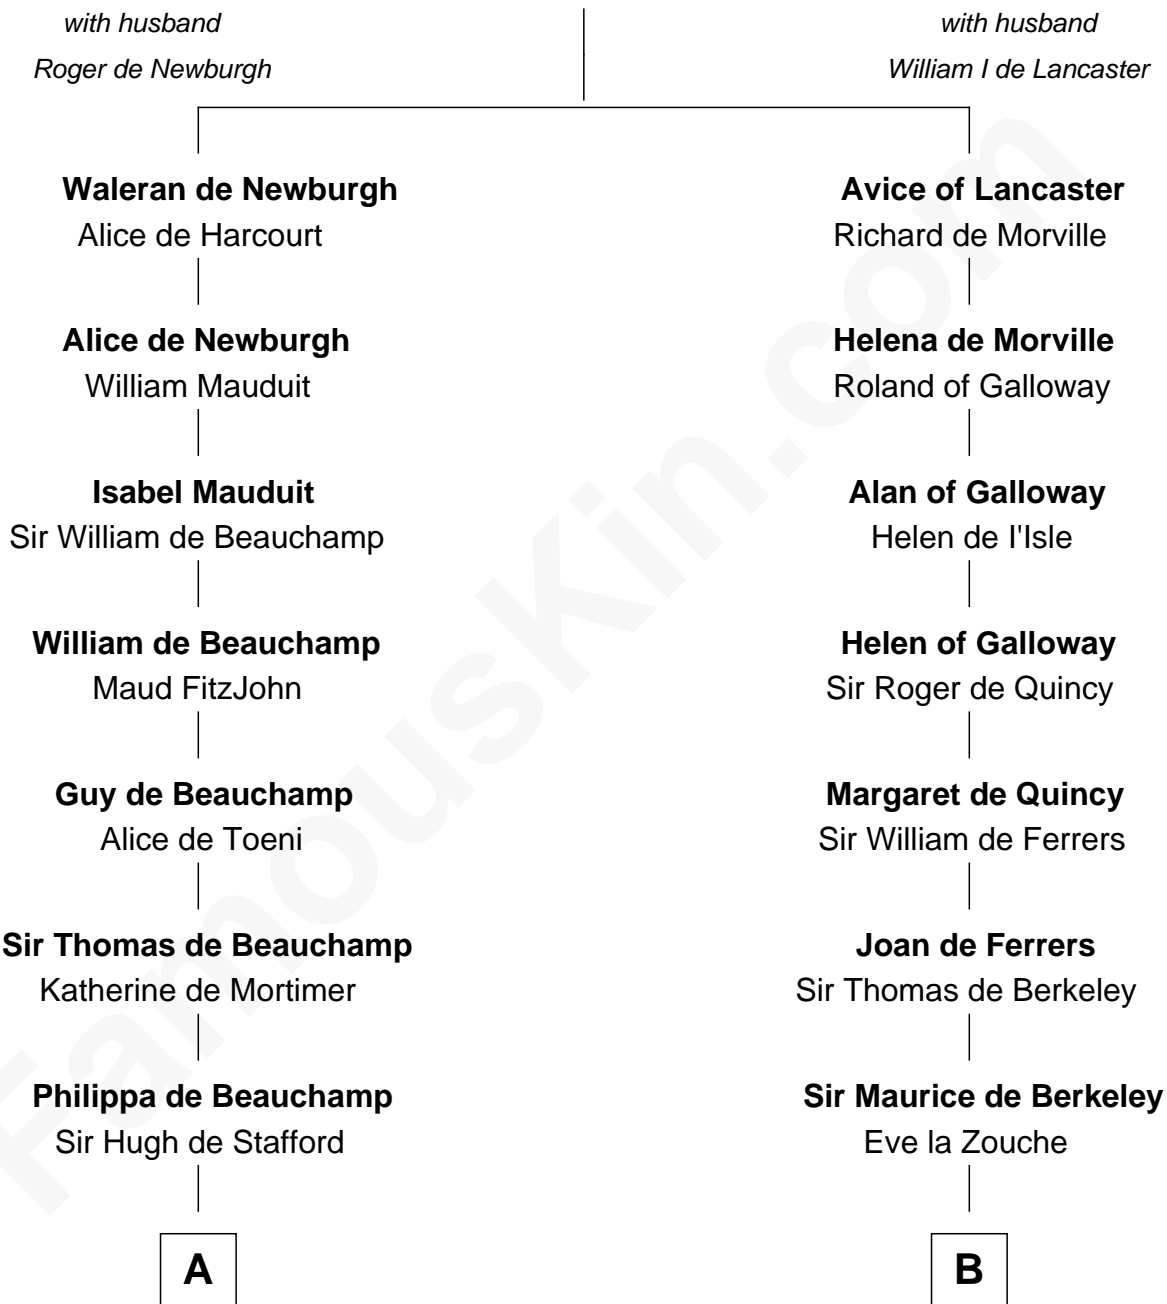 with husband
Roger de Newburgh
with husband
William I de Lancaster
Waleran de Newburgh
Alice de Harcourt
Avice of Lancaster
Richard de Morville
Alice de Newburgh
William Mauduit
Helena de Morville
Roland of Galloway
Isabel Mauduit
Sir William de Beauchamp
Alan of Galloway
Helen de I'Isle
William de Beauchamp
Maud FitzJohn
Helen of Galloway
Sir Roger de Quincy
Guy de Beauchamp
Alice de Toeni
Margaret de Quincy
Sir William de Ferrers
Sir Thomas de Beauchamp
Katherine de Mortimer
Joan de Ferrers
Sir Thomas de Berkeley
Philippa de Beauchamp
Sir Hugh de Stafford
Sir Maurice de Berkeley
Eve la Zouche
A
B
FamousKin.com